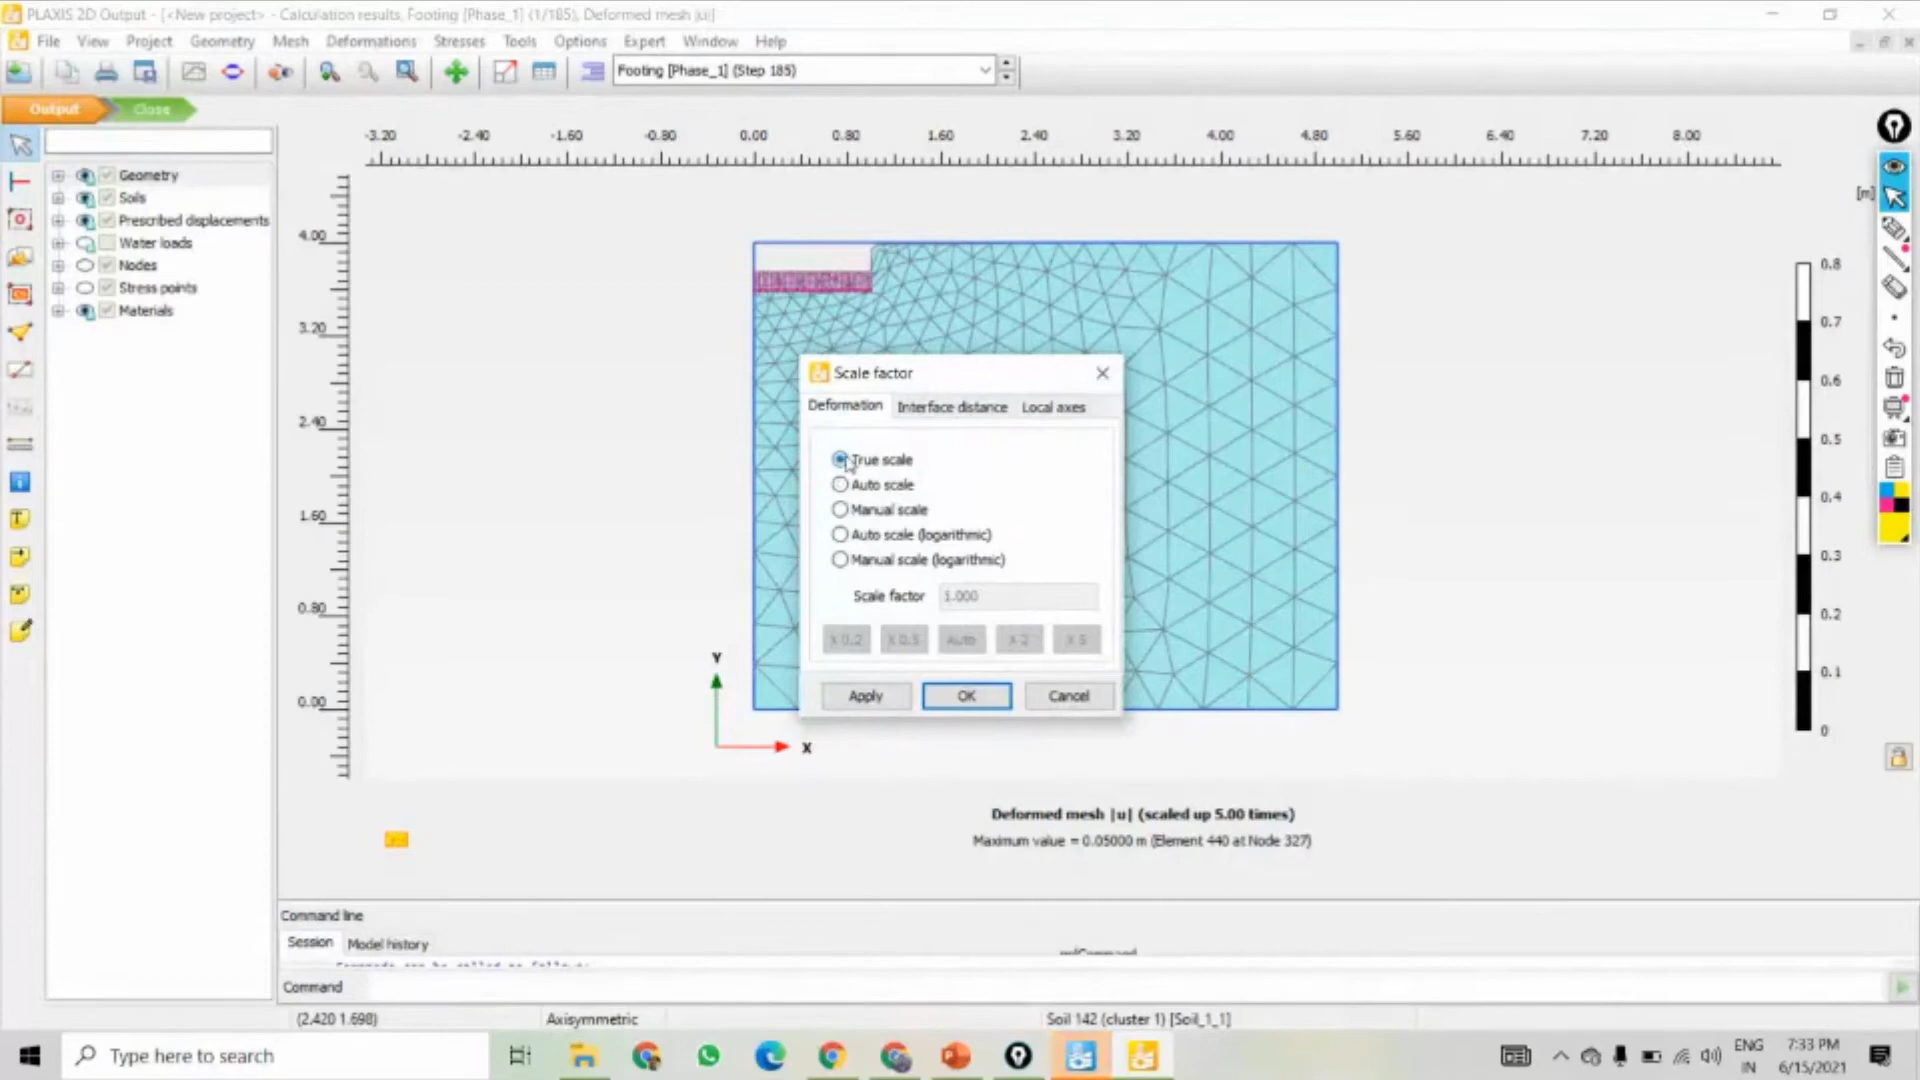 PLAXIS 2D Output - [<New project> - Calculation results, Footing [Phase_1] (1/185), Deformed mesh |u|]
File View Project Geometry Mesh Deformations Stresses Tools Options Expert Window Help
Footing [Phase_1] (Step 185)
Output Close
-3.20 -2.40 -1.60 -0.80 0.00 0.80 1.60 2.40 3.20 4.00 4.80 5.60 6.40 7.20 8.00
[m]
Geometry
Soils
Prescribed displacements
Water loads
Nodes
Stress points
Materials
4.00
3.20
2.40
1.60
0.80
0.00
Y
X
Scale factor
Deformation Interface distance Local axes
True scale
Auto scale
Manual scale
Auto scale (logarithmic)
Manual scale (logarithmic)
Scale factor 1.000
X 0.2 X 0.5 Auto X 2 X 5
Apply OK Cancel
0.8
0.7
0.6
0.5
0.4
0.3
0.2
0.1
0
Deformed mesh |u| (scaled up 5.00 times)
Maximum value = 0.05000 m (Element 440 at Node 327)
Command line
Session Model history
Command
(2.420 1.698) Axisymmetric Soil 142 (cluster 1) [Soil_1_1]
Type here to search
ENG
IN
7:33 PM
6/15/2021